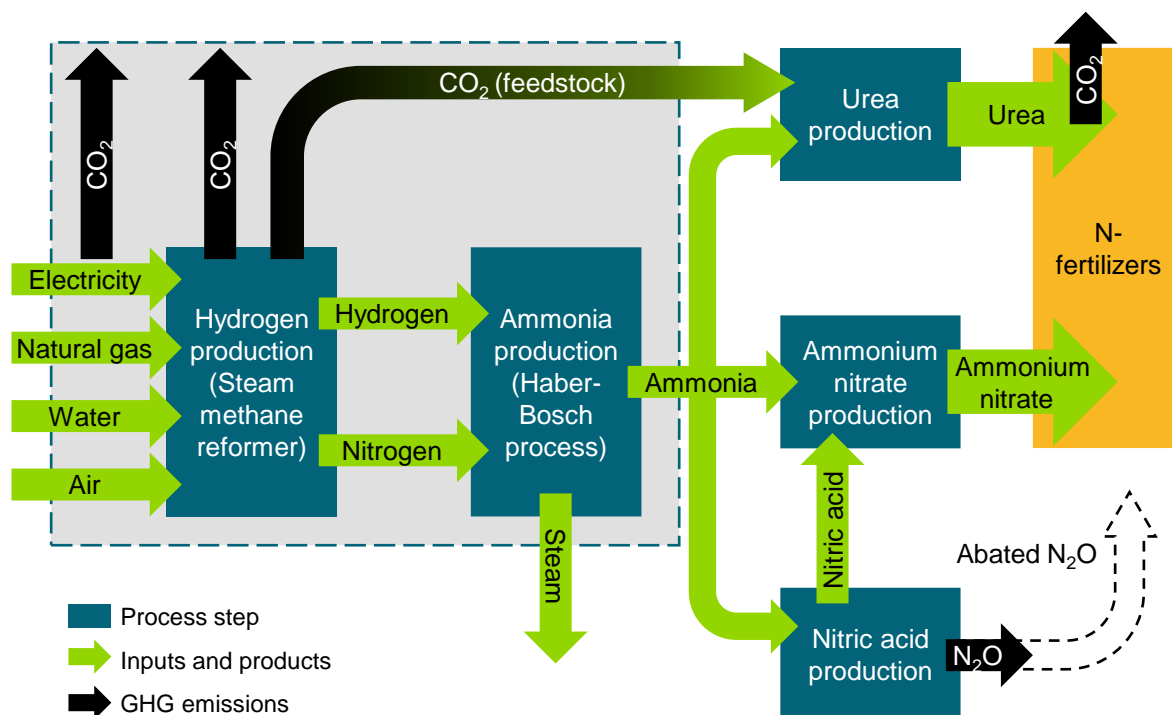 CO₂
CO₂
CO₂ (feedstock)
Urea
production
Urea
CO₂
N-
fertilizers
Electricity
Natural gas
Water
Air
Hydrogen
production
(Steam
methane
reformer)
Hydrogen
Nitrogen
Ammonia
production
(Haber-
Bosch
process)
Ammonia
Steam
Ammonium
nitrate
production
Ammonium
nitrate
Nitric acid
Nitric acid
production
N₂O
Abated N₂O
Process step
Inputs and products
GHG emissions